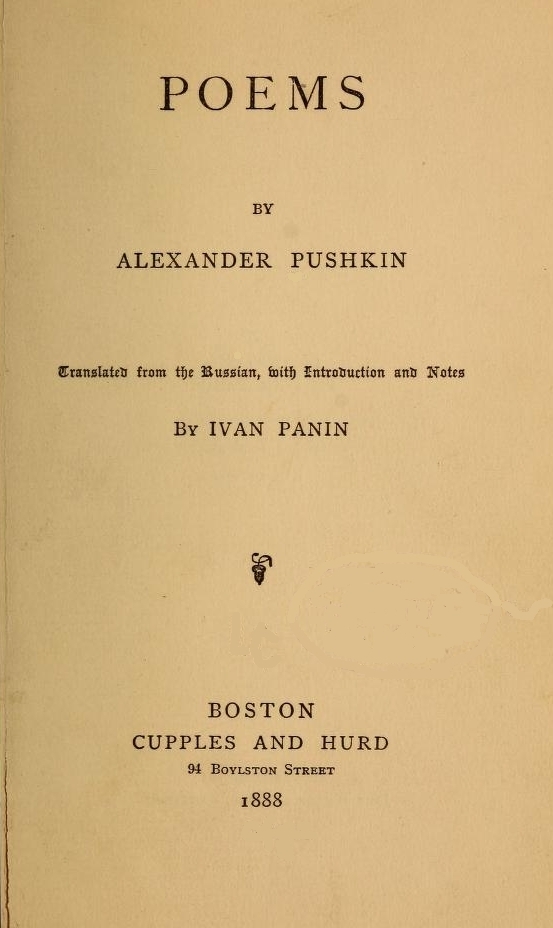 POEMS
BY
ALEXANDER PUSHKIN
Translated from the Russian, with Introduction and Notes
By IVAN PANIN
BOSTON
CUPPLES AND HURD
94 Boylston Street
1888